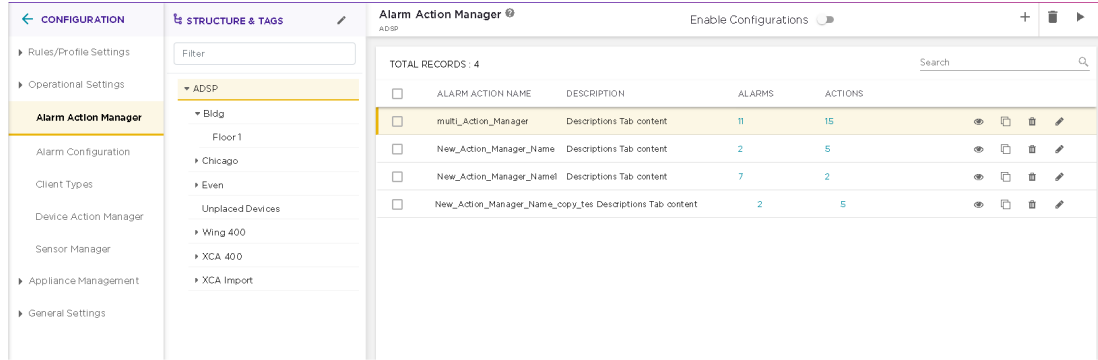 CONFIGURATION
Rules/Profile Settings
Operational Settings
Alarm Action Manager
Alarm Configuration
Client Types
Device Action Manager
Sensor Manager
Appliance Management
General Settings
STRUCTURE & TAGS
Filter
ADSP
Bldg
Floor 1
Chicago
Even
Unplaced Devices
Wing 400
XCA 400
XCA Import
Alarm Action Manager
ADSP
Enable Configurations
TOTAL RECORDS : 4
Search
ALARM ACTION NAME DESCRIPTION ALARMS ACTIONS
multi_Action_Manager Descriptions Tab content 11 15
New_Action_Manager_Name Descriptions Tab content 2 5
New_Action_Manager_Name1 Descriptions Tab content 7 2
New_Action_Manager_Name_copy_tes Descriptions Tab content 2 5